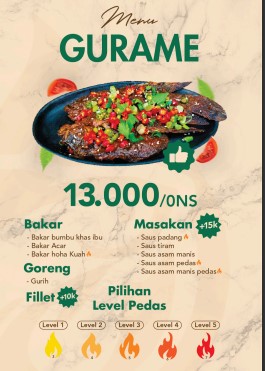 Menu
GURAME
13.000/ONS
Bakar
- Bakar bumbu khas ibu
- Bakar Acar
- Bakar hoha Kuah
Goreng
- Gurih
Fillet +10k
Masakan +15k
- Saus padang
- Saus tiram
- Saus asam manis
- Saus asam pedas
- Saus asam manis pedas
Pilihan
Level Pedas
Level 1 Level 2 Level 3 Level 4 Level 5